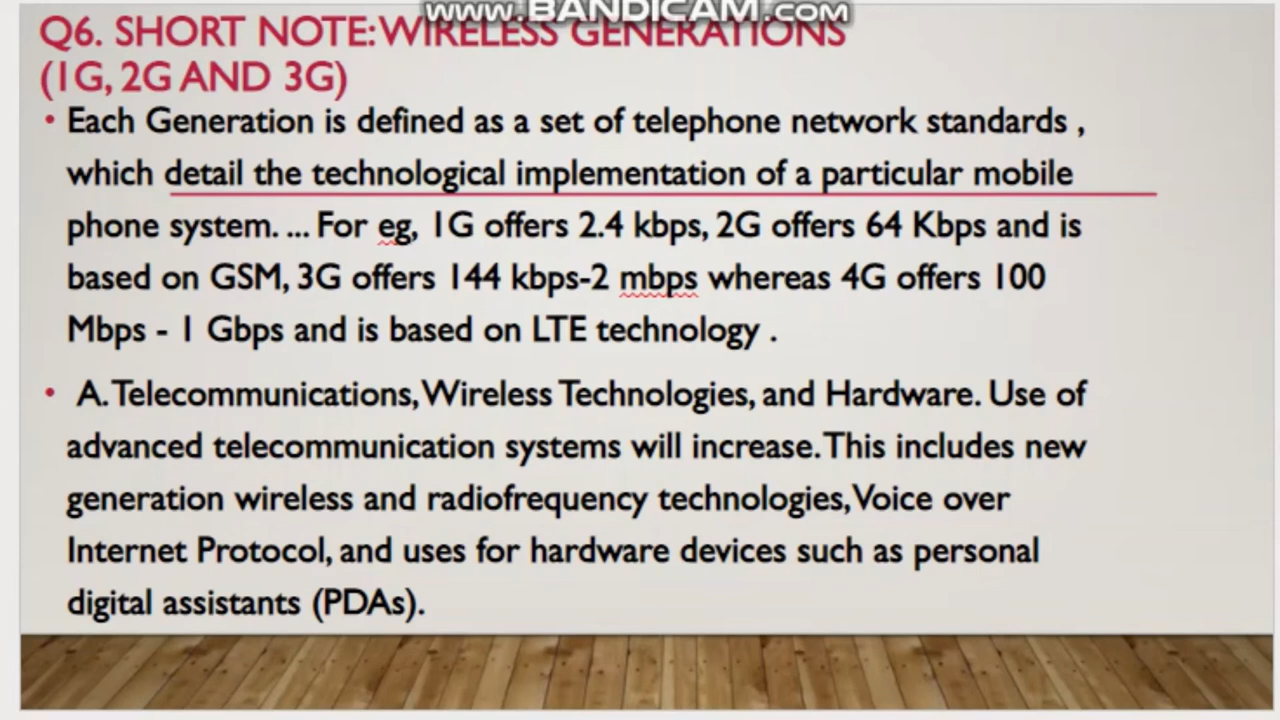 www.BANDICAM.com
Q6. SHORT NOTE: WIRELESS GENERATIONS
(1G, 2G AND 3G)
• Each Generation is defined as a set of telephone network standards ,
which detail the technological implementation of a particular mobile
phone system. ... For eg, 1G offers 2.4 kbps, 2G offers 64 Kbps and is
based on GSM, 3G offers 144 kbps-2 mbps whereas 4G offers 100
Mbps - 1 Gbps and is based on LTE technology .
• A. Telecommunications, Wireless Technologies, and Hardware. Use of
advanced telecommunication systems will increase. This includes new
generation wireless and radiofrequency technologies, Voice over
Internet Protocol, and uses for hardware devices such as personal
digital assistants (PDAs).